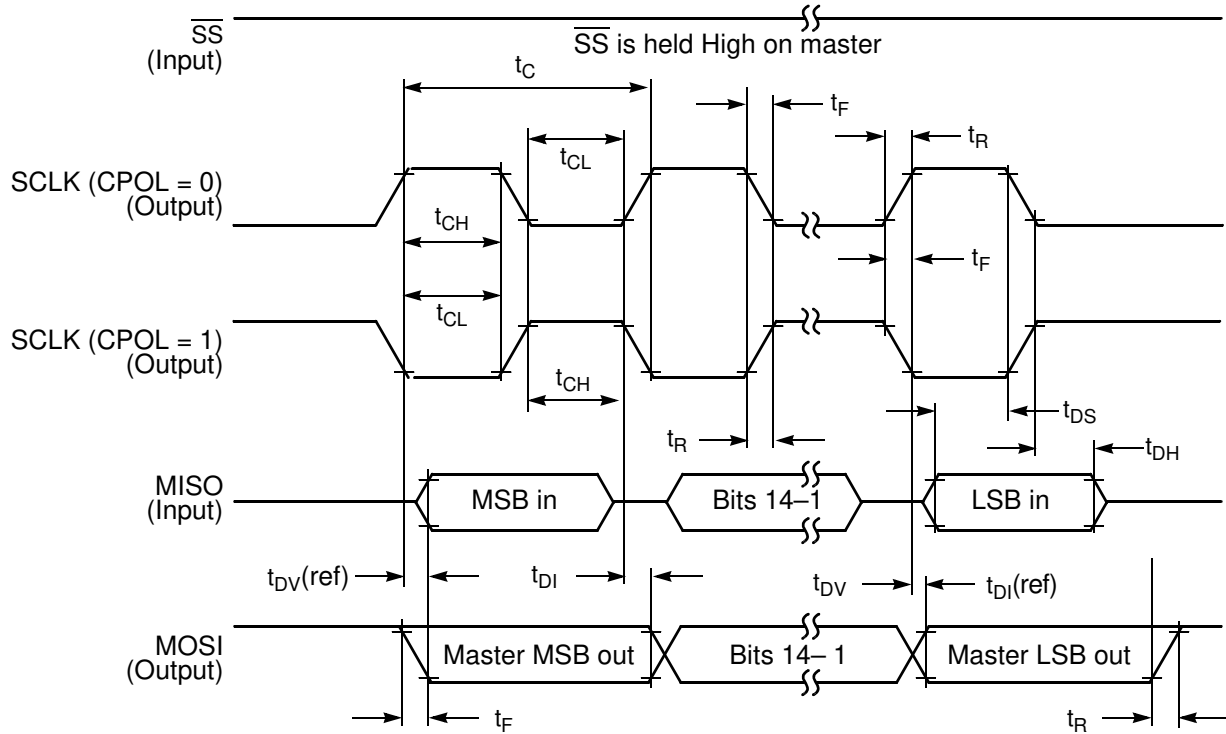 SS
(Input)
SS is held High on master
tC
tF
tR
tCL
SCLK (CPOL = 0)
(Output)
tCH
tF
tCL
SCLK (CPOL = 1)
(Output)
tCH
tDS
tR
tDH
MISO
(Input)
MSB in
Bits 14–1
LSB in
tDV(ref)
tDI
tDV
tDI(ref)
MOSI
(Output)
Master MSB out
Bits 14– 1
Master LSB out
tF
tR